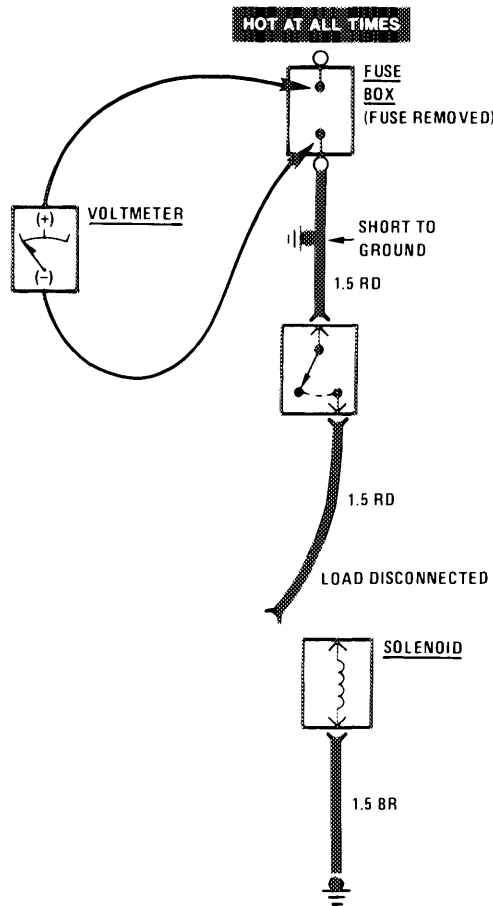 HOT AT ALL TIMES
FUSE
BOX
(FUSE REMOVED)
VOLTMETER
(+)
(−)
SHORT TO
GROUND
1.5 RD
1.5 RD
LOAD DISCONNECTED
SOLENOID
1.5 BR